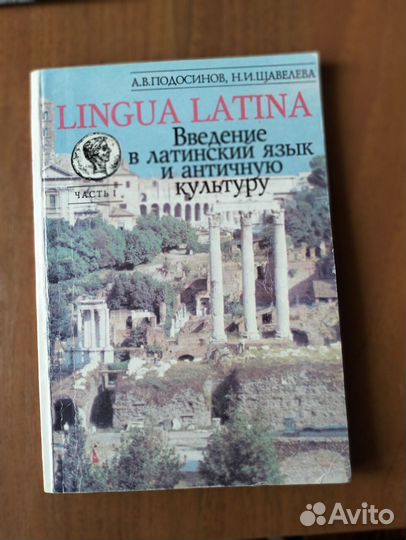 А.В.ПОДОСИНОВ, Н.И.ЩАВЕЛЕВА
LINGUA LATINA
Введение
в латинский язык
и античную
культуру
ЧАСТЬ I
Avito